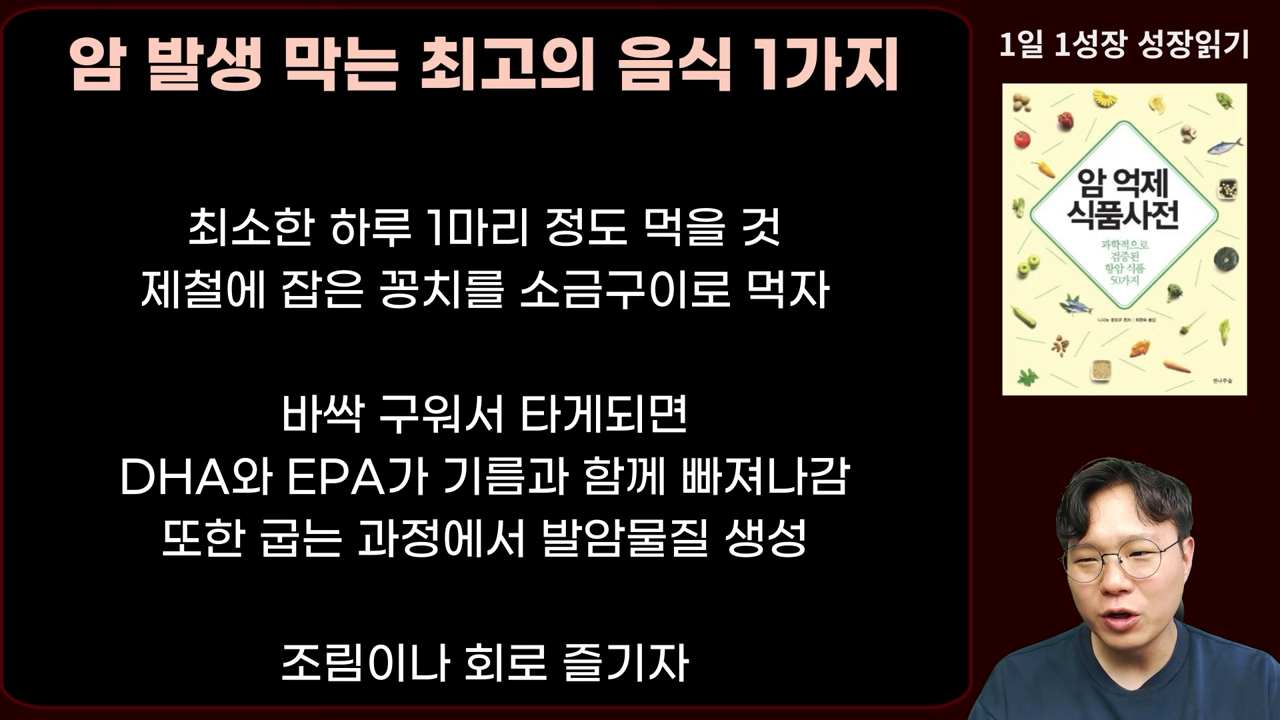 암 발생 막는 최고의 음식 1가지
최소한 하루 1마리 정도 먹을 것
제철에 잡은 꽁치를 소금구이로 먹자
바싹 구워서 타게되면
DHA와 EPA가 기름과 함께 빠져나감
또한 굽는 과정에서 발암물질 생성
조림이나 회로 즐기자
1일 1성장 성장읽기
암 억제
식품사전
과학적으로
검증된
항암 식품
50가지
전나무숲